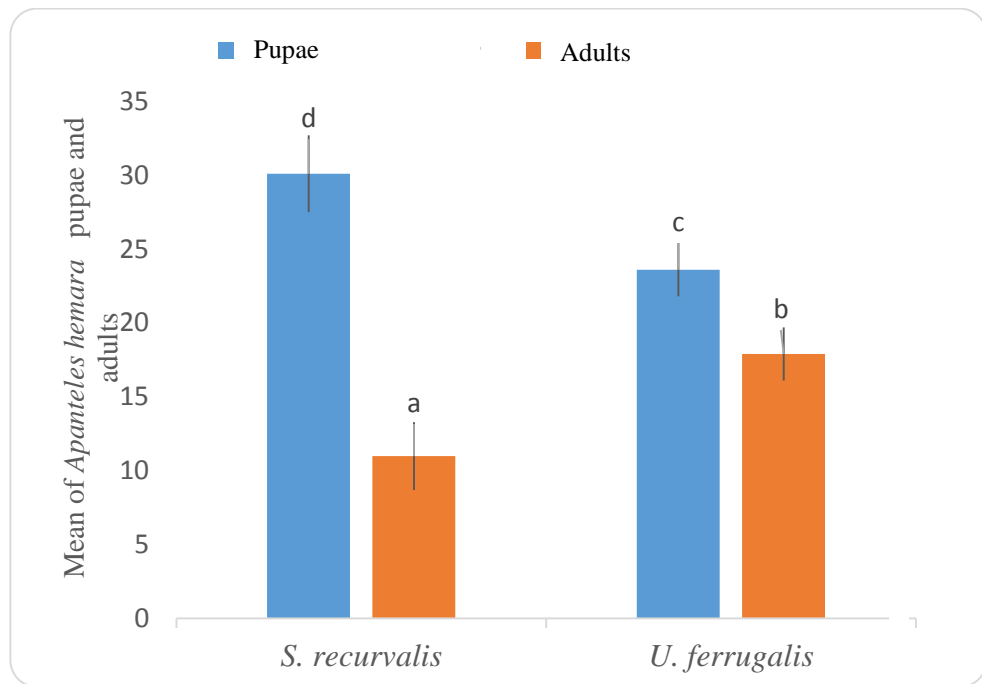 Pupae
Adults
Mean of Apanteles hemara pupae and
adults
35
30
25
20
15
10
5
0
d
a
c
b
S. recurvalis
U. ferrugalis